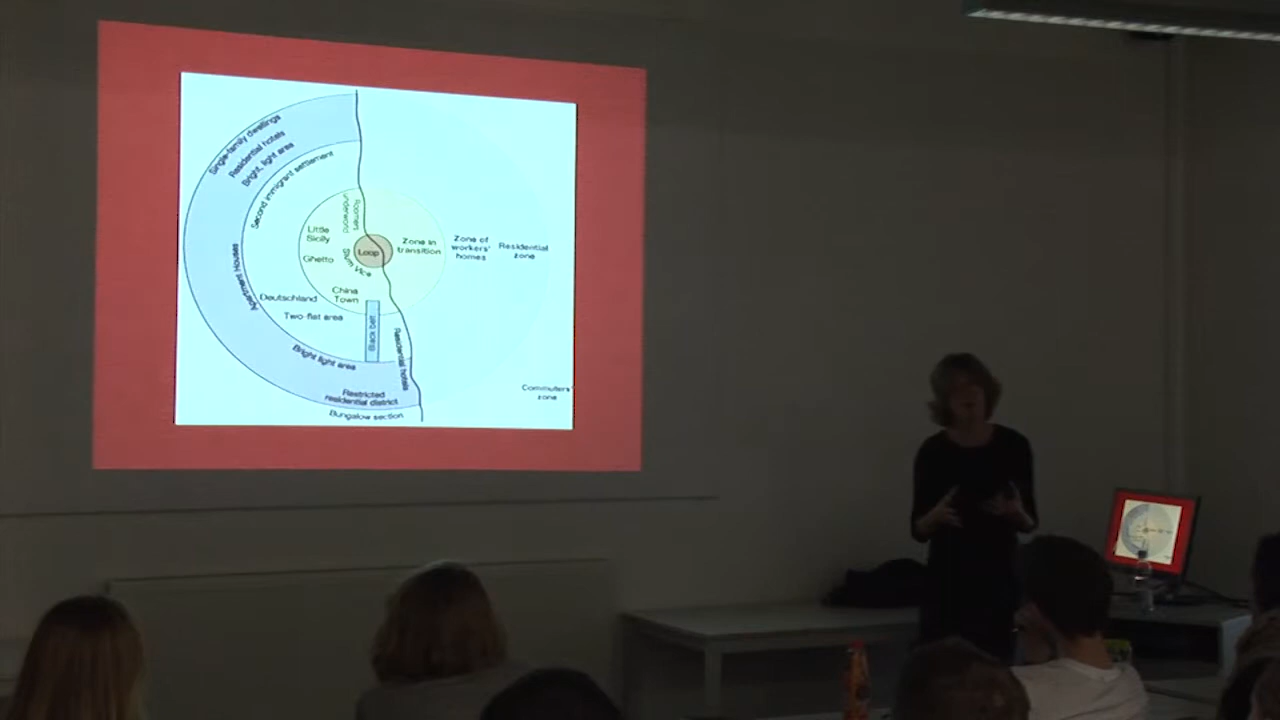 Single-family dwellings
Residential hotels
Bright, light area
Second immigrant settlement
Roomers
underworld
Little
Sicily
Ghetto
Loop
Slum
Vice
Zone in
transition
Zone of
workers'
homes
Residential
zone
Apartment Houses
China
Town
Deutschland
Two-flat area
Black belt
Residential hotels
Bright light area
Restricted
residential district
Bungalow section
Commuters'
zone